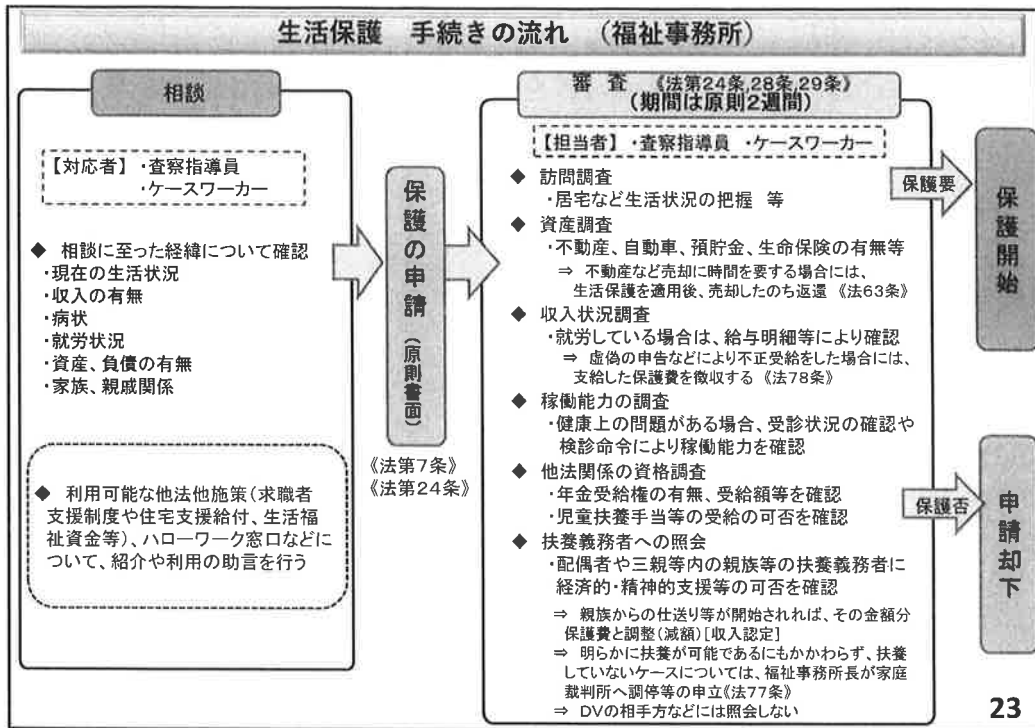 生活保護　手続きの流れ　（福祉事務所）
相談
【対応者】・査察指導員
・ケースワーカー
◆ 相談に至った経緯について確認
・現在の生活状況
・収入の有無
・病状
・就労状況
・資産、負債の有無
・家族、親戚関係
◆ 利用可能な他法他施策（求職者
支援制度や住宅支援給付、生活福
祉資金等）、ハローワーク窓口などに
ついて、紹介や利用の助言を行う
保護の申請（原則書面）
《法第7条》
《法第24条》
審 査 《法第24条,28条,29条》
（期間は原則2週間）
【担当者】・査察指導員 ・ケースワーカー
◆ 訪問調査
・居宅など生活状況の把握 等
◆ 資産調査
・不動産、自動車、預貯金、生命保険の有無等
⇒ 不動産など売却に時間を要する場合には、
生活保護を適用後、売却したのち返還 《法63条》
◆ 収入状況調査
・就労している場合は、給与明細等により確認
⇒ 虚偽の申告などにより不正受給をした場合には、
支給した保護費を徴収する 《法78条》
◆ 稼働能力の調査
・健康上の問題がある場合、受診状況の確認や
検診命令により稼働能力を確認
◆ 他法関係の資格調査
・年金受給権の有無、受給額等を確認
・児童扶養手当等の受給の可否を確認
◆ 扶養義務者への照会
・配偶者や三親等内の親族等の扶養義務者に
経済的・精神的支援等の可否を確認
⇒ 親族からの仕送り等が開始されれば、その金額分
保護費と調整（減額）［収入認定］
⇒ 明らかに扶養が可能であるにもかかわらず、扶養
していないケースについては、福祉事務所長が家庭
裁判所へ調停等の申立《法77条》
⇒ DVの相手方などには照会しない
保護要
保護開始
保護否
申請却下
23